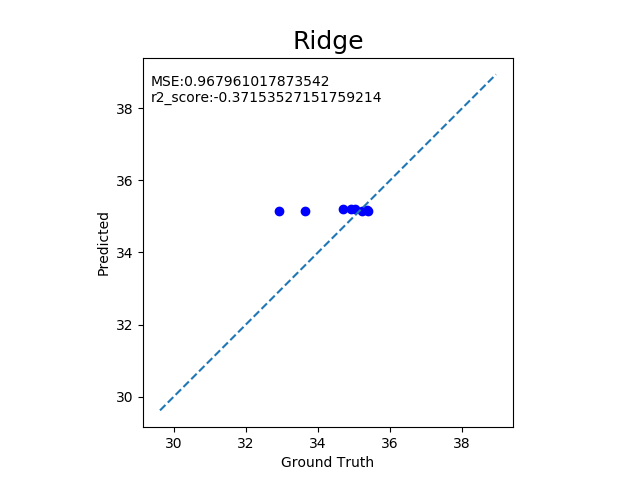 Ridge
MSE:0.967961017873542
r2_score:-0.37153527151759214
38
36
34
32
30
Predicted
30 32 34 36 38
Ground Truth